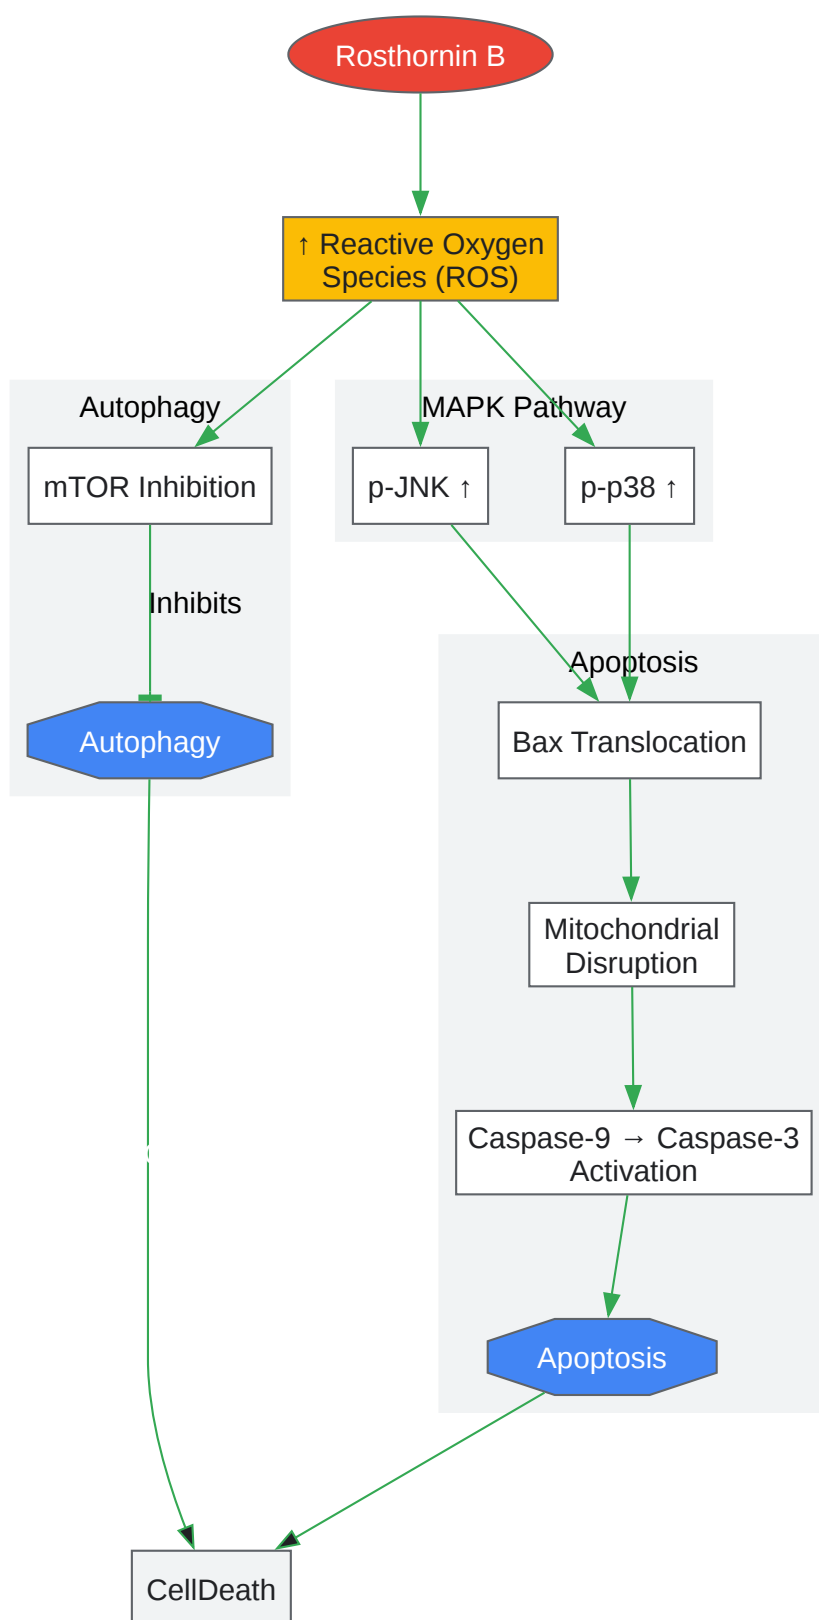 Rosthornin B
↑ Reactive Oxygen
Species (ROS)
Autophagy
MAPK Pathway
mTOR Inhibition
p-JNK ↑
p-p38 ↑
Inhibits
Apoptosis
Autophagy
Bax Translocation
Mitochondrial
Disruption
Caspase-9 → Caspase-3
Activation
Apoptosis
CellDeath